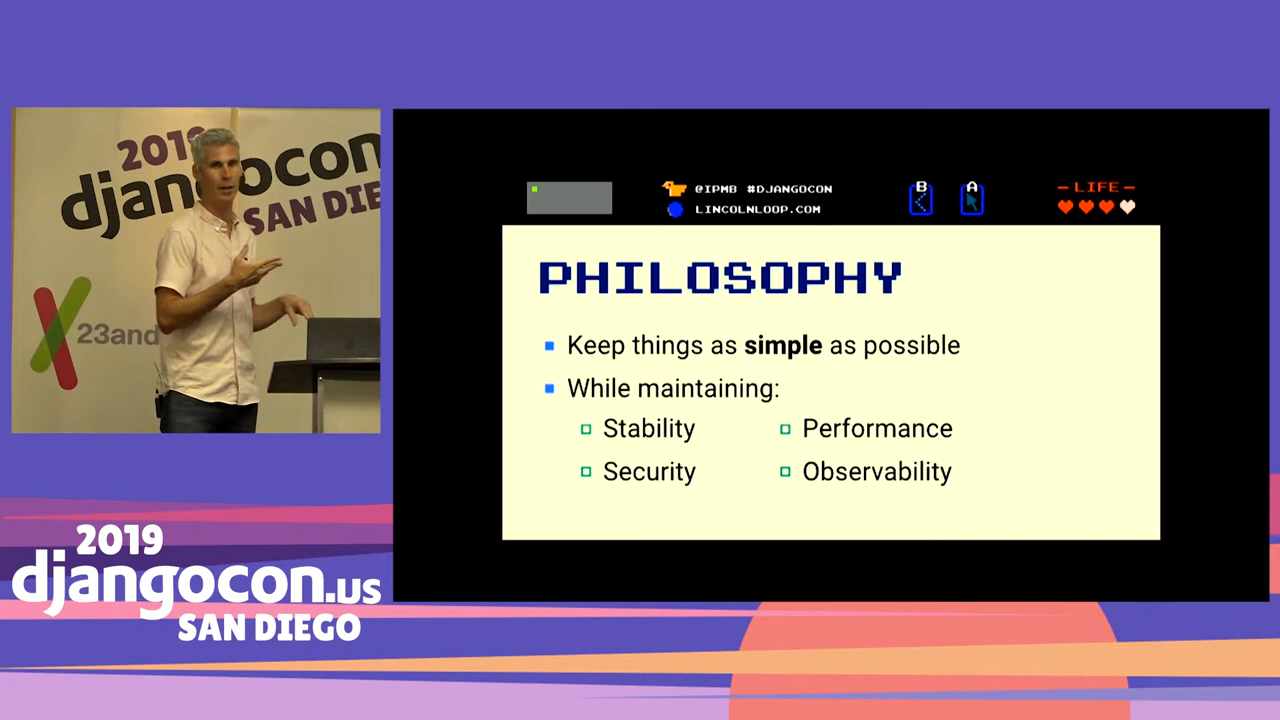 2019
djangocon
SAN DIE
23and
@IPMB #DJANGOCON
LINCOLNLOOP.COM
B
A
– LIFE –
PHILOSOPHY
Keep things as simple as possible
While maintaining:
Stability
Performance
Security
Observability
2019
djangocon.us
SAN DIEGO